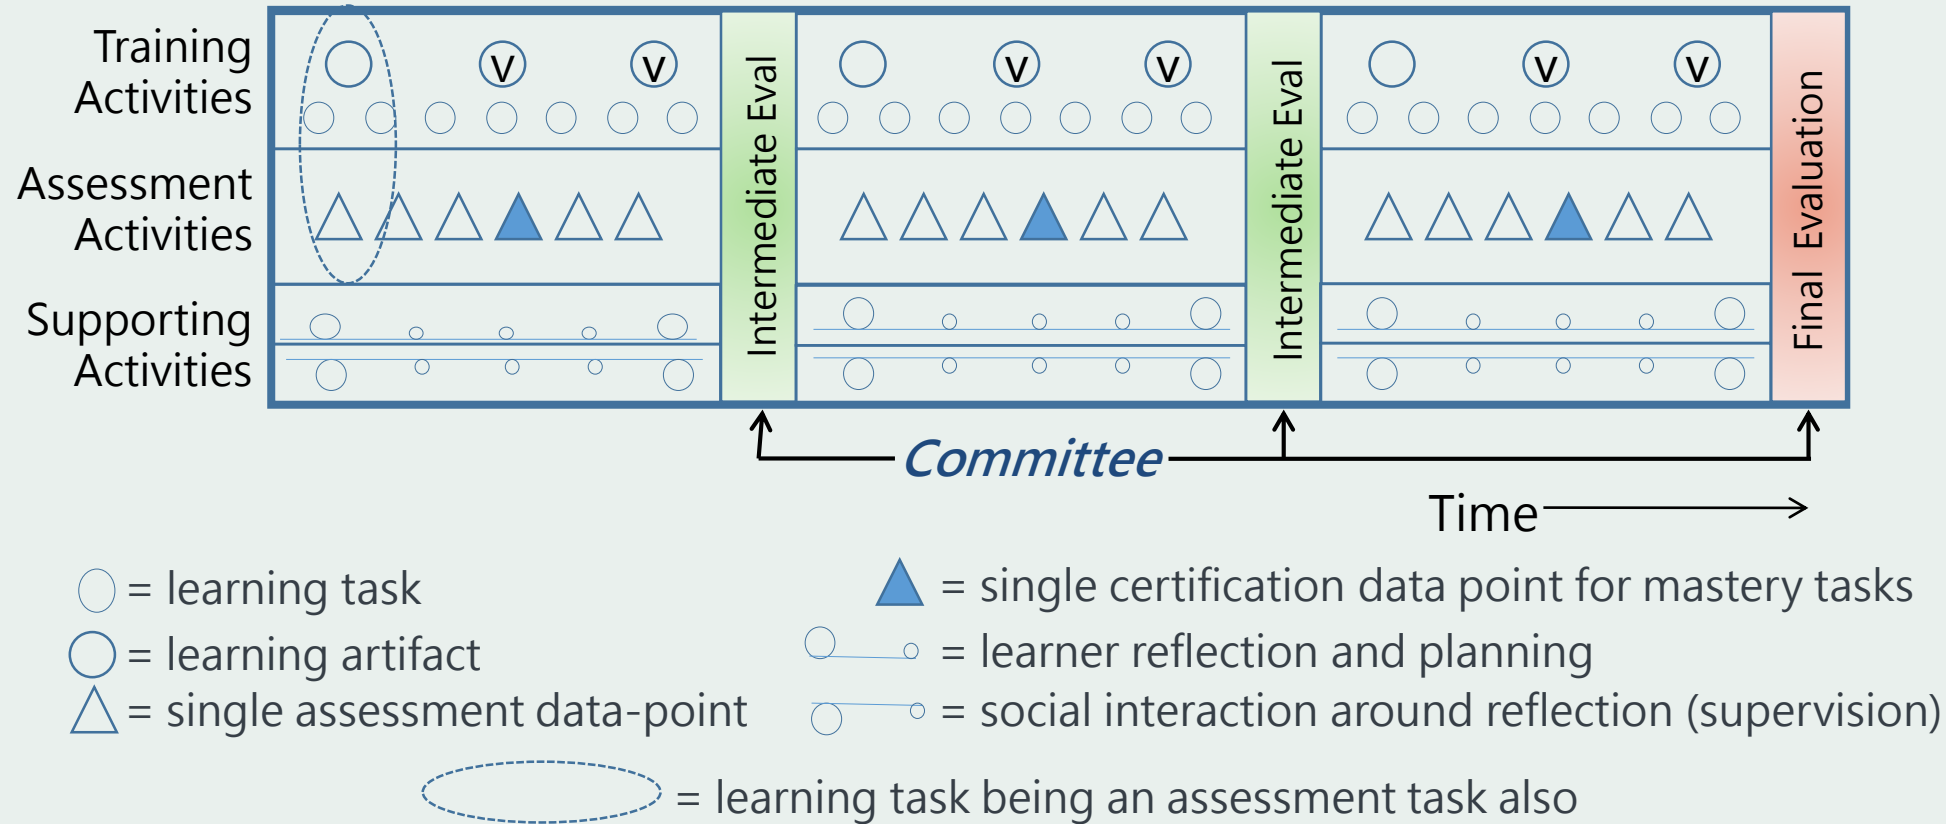 Training
Activities
v
v
v
v
v
v
Assessment
Activities
Supporting
Activities
Intermediate Eval
Intermediate Eval
Final Evaluation
Committee
Time
= learning task
= single certification data point for mastery tasks
= learning artifact
= learner reflection and planning
= single assessment data-point
= social interaction around reflection (supervision)
= learning task being an assessment task also